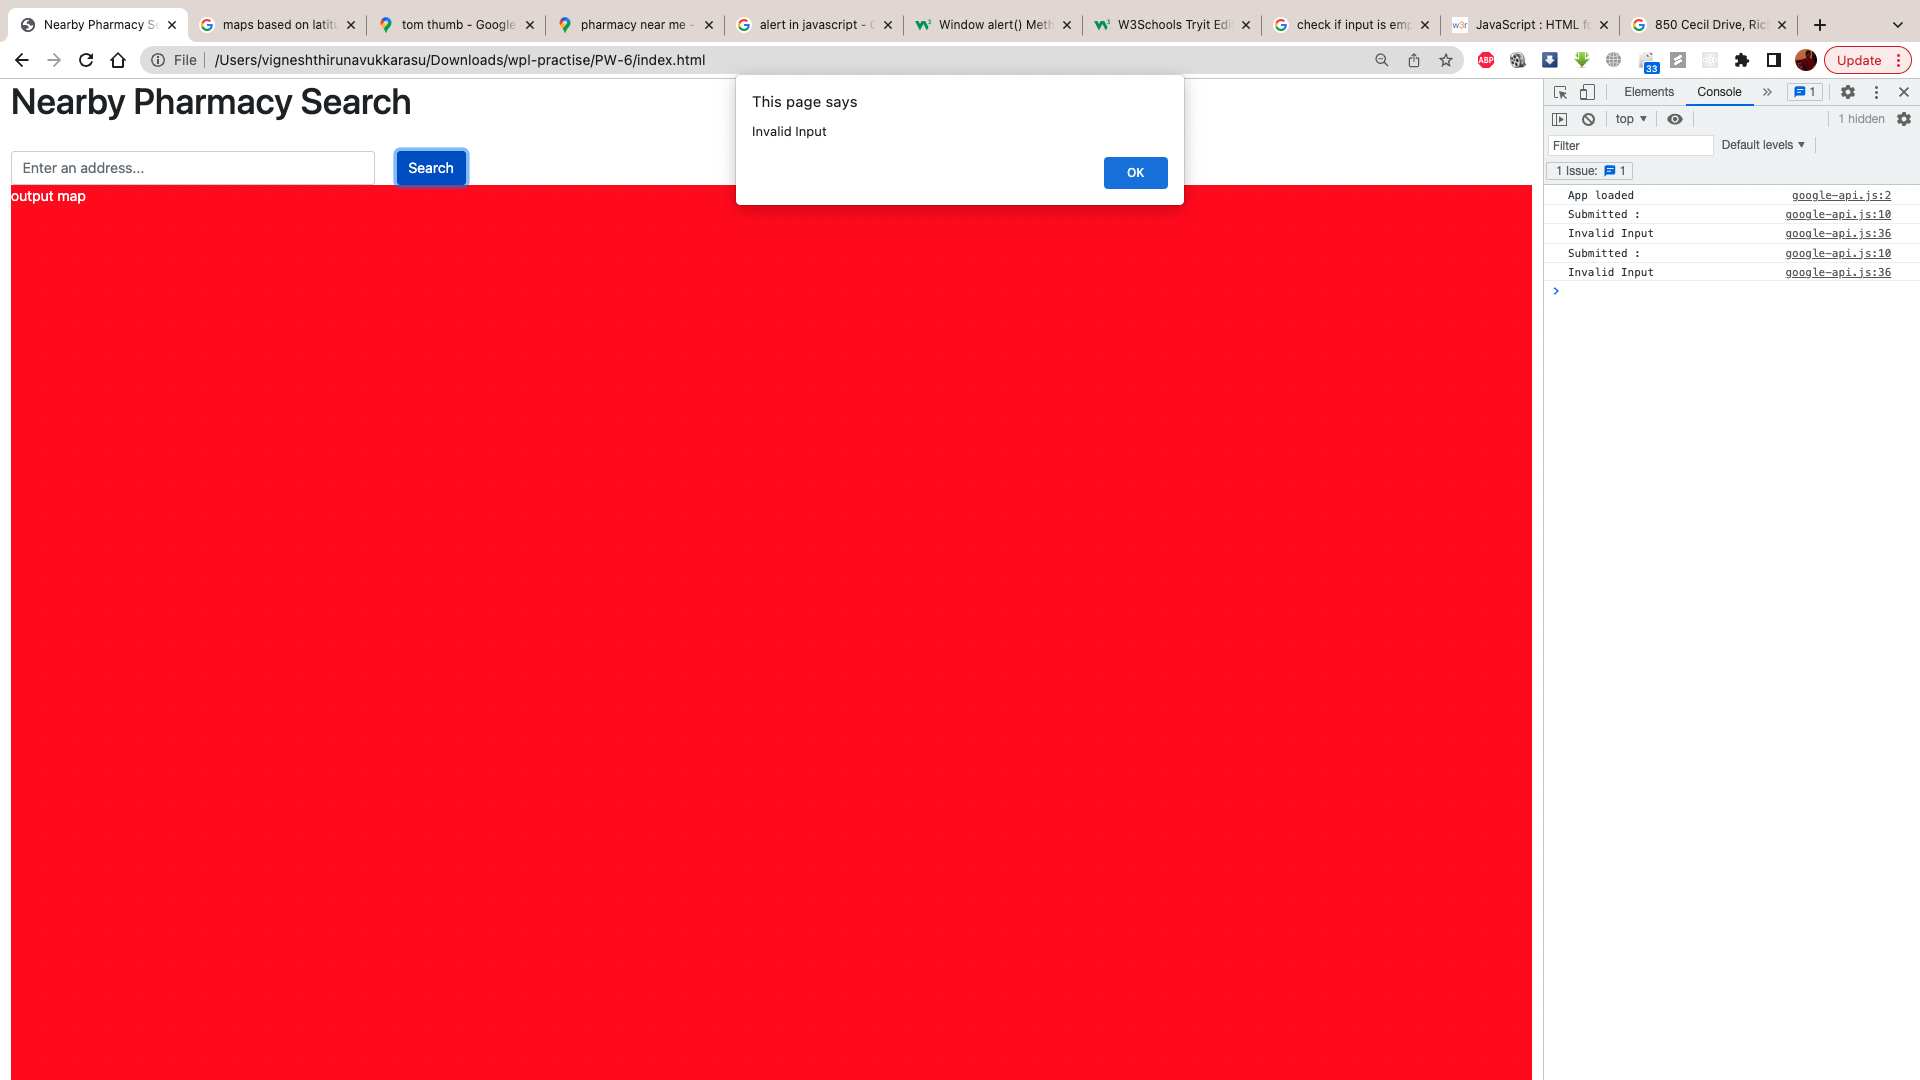 Nearby Pharmacy Se
maps based on latitu
tom thumb - Google
pharmacy near me -
alert in javascript - G
Window alert() Meth
W3Schools Tryit Edi
check if input is emp
JavaScript : HTML fo
850 Cecil Drive, Ric
File
/Users/vigneshthirunavukkarasu/Downloads/wpl-practise/PW-6/index.html
ABP
33
Update
Nearby Pharmacy Search
Enter an address...
Search
output map
This page says
Invalid Input
OK
Elements
Console
1
top
1 hidden
Filter
Default levels
1 Issue: 1
App loaded google-api.js:2
Submitted : google-api.js:10
Invalid Input google-api.js:36
Submitted : google-api.js:10
Invalid Input google-api.js:36